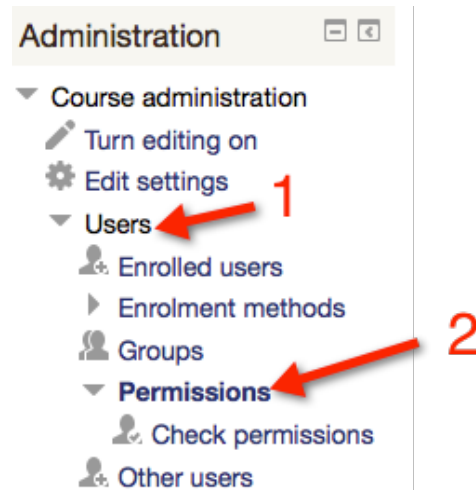 Administration
Course administration
Turn editing on
Edit settings
1
Users
Enrolled users
Enrolment methods
Groups
2
Permissions
Check permissions
Other users